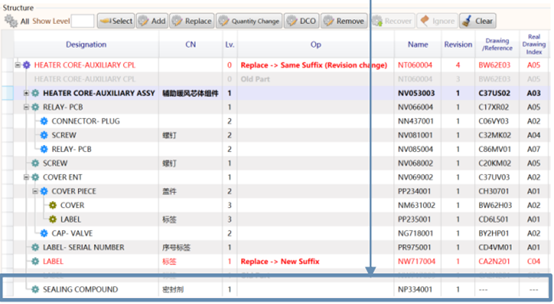 Structure
All Show Level Select Add Replace Quantity Change DCO Remove Recover Ignore Clear
Designation CN Lv. Op Name Revision Drawing /Reference Real Drawing Index
HEATER CORE-AUXILIARY CPL 0 Replace -> Same Suffix (Revision change) NT060004 4 BW62E03 A05
HEATER CORE-AUXILIARY CPL 0 Old Part NT060004 3 BW62E03 A05
HEATER CORE-AUXILIARY ASSY 辅助暖风芯体组件 1 NV053003 1 C37US02 A03
RELAY- PCB 1 NV066004 1 C17XR02 A05
CONNECTOR- PLUG 2 NN437001 1 C06VY03 A02
SCREW 螺钉 2 NV081001 1 C32MK02 A04
RELAY- PCB 2 NV085004 1 C86MV01 A07
SCREW 螺钉 1 NV068002 1 C20KM02 A05
COVER ENT 1 NV069002 1 C37UV03 A02
COVER PIECE 盖件 2 PP234001 1 CH30701 A01
COVER 3 NM631002 1 BW62H03 A02
LABEL 标签 3 PP235001 1 CD6L501 A01
CAP- VALVE 2 NG718001 1 BY2HP01 A02
LABEL- SERIAL NUMBER 序号标签 1 PR975001 1 CD4VM01 A01
LABEL 标签 1 Replace -> New Suffix NW717004 1 CA2N201 C04
SEALING COMPOUND 密封剂 1 NP334001 1 --- ---